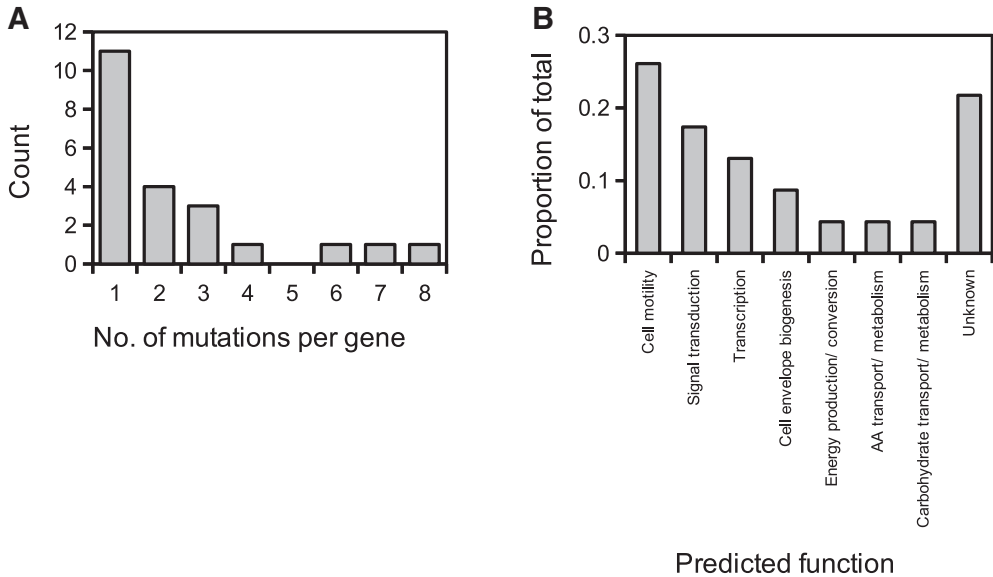 A
12
10
8
6
4
2
0
Count
1 2 3 4 5 6 7 8
No. of mutations per gene
B
0.3
0.2
0.1
0
Proportion of total
Cell motility
Signal transduction
Transcription
Cell envelope biogenesis
Energy production/ conversion
AA transport/ metabolism
Carbohydrate transport/ metabolism
Unknown
Predicted function